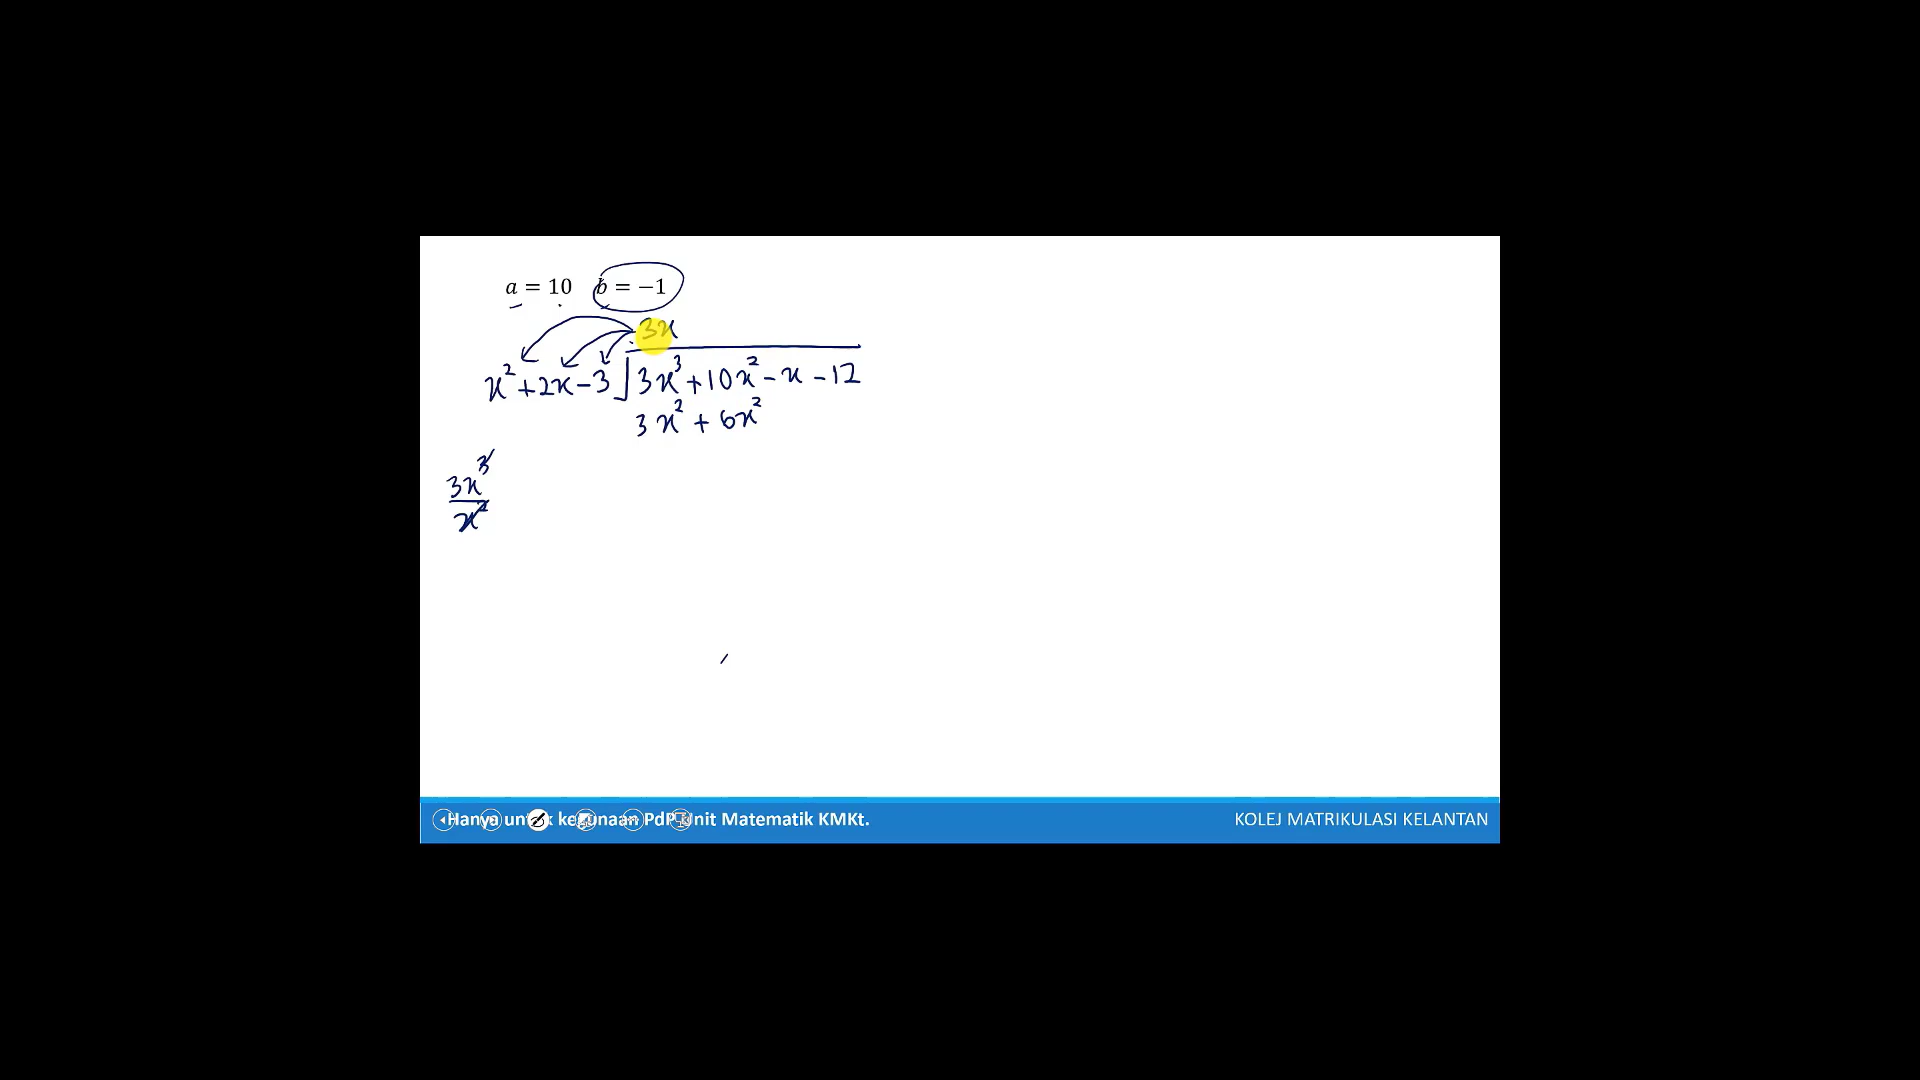 a = 10 b = −1
3x
x² + 2x − 3 3x³ + 10x² − x − 12
3x² + 6x²
3x³
x²
Hanya untuk kegunaan PdP Unit Matematik KMKt. KOLEJ MATRIKULASI KELANTAN